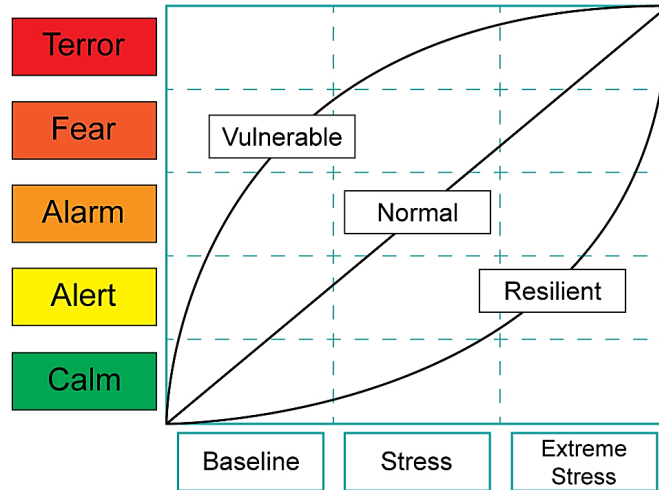 Terror
Fear
Vulnerable
Alarm
Normal
Alert
Resilient
Calm
Baseline
Stress
Extreme
Stress